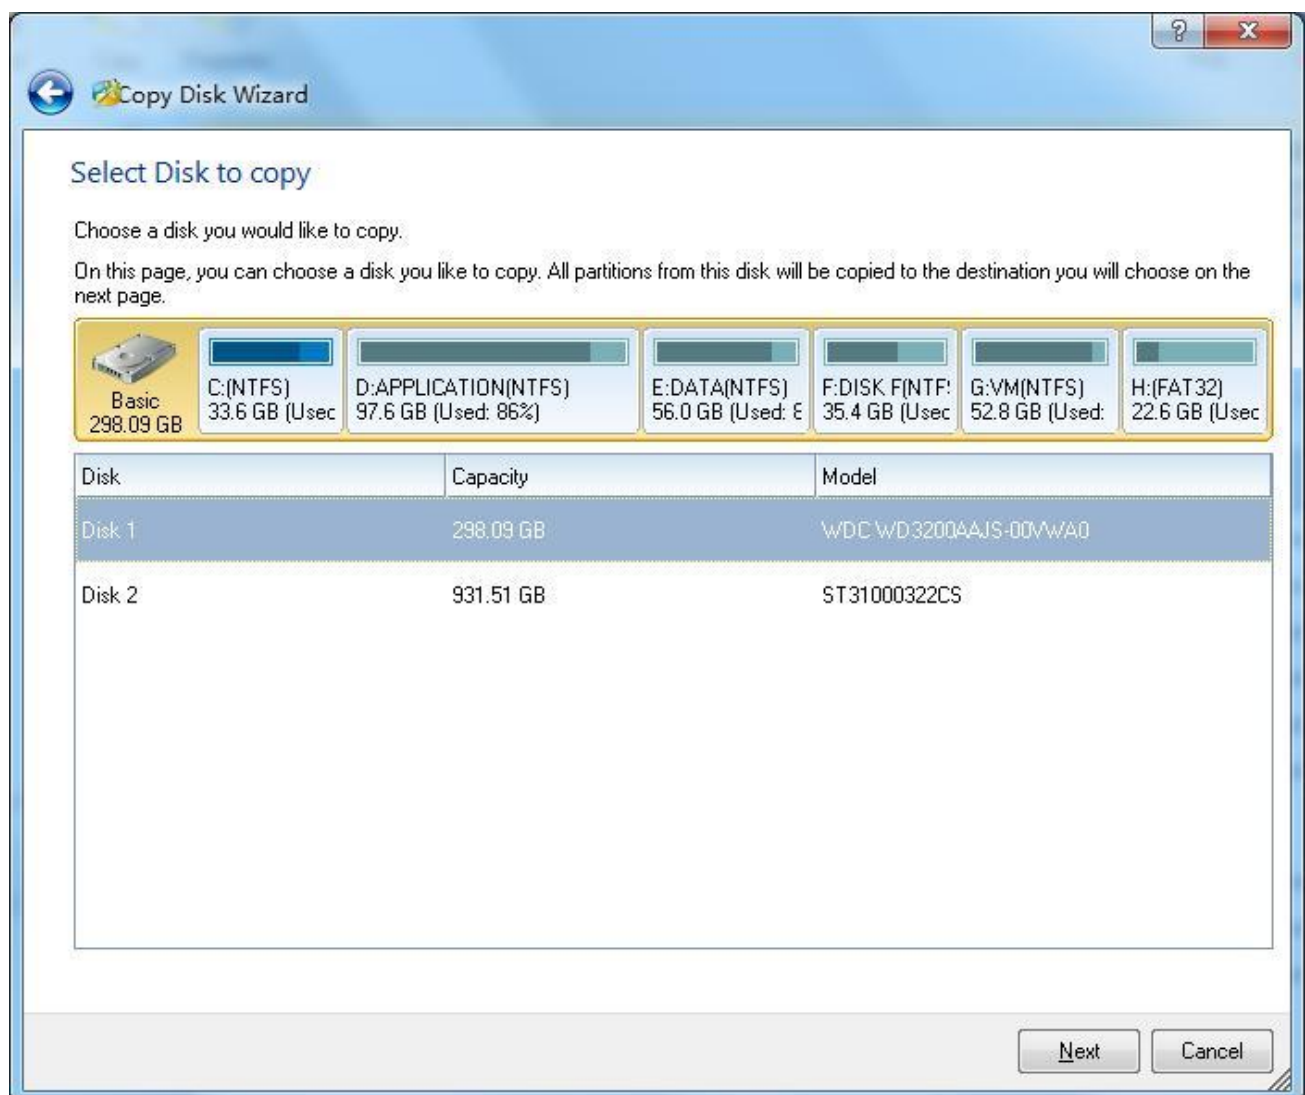 ?
X
Copy Disk Wizard
Select Disk to copy
Choose a disk you would like to copy.
On this page, you can choose a disk you like to copy. All partitions from this disk will be copied to the destination you will choose on the
next page.
Basic
298.09 GB
C:(NTFS)
33.6 GB (Usec
D:APPLICATION(NTFS)
97.6 GB (Used: 86%)
E:DATA(NTFS)
56.0 GB (Used: 8
F:DISK F(NTF
35.4 GB (Usec
G:VM(NTFS)
52.8 GB (Used:
H:(FAT32)
22.6 GB (Usec
Disk Capacity Model
Disk 1 298.09 GB WDC WD3200AAJS-00VWA0
Disk 2 931.51 GB ST31000322CS
Next Cancel